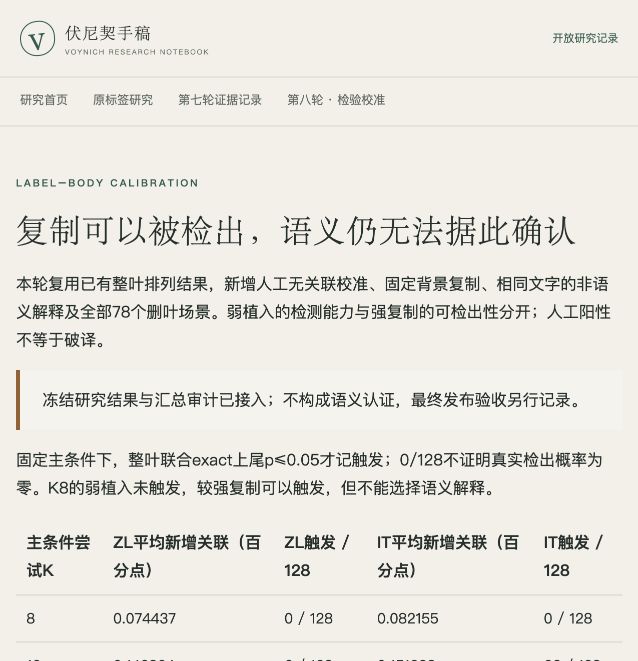 V 伏尼契手稿
VOYNICH RESEARCH NOTEBOOK
开放研究记录
研究首页 原标签研究 第七轮证据记录 第八轮 · 检验校准
LABEL—BODY CALIBRATION
复制可以被检出，语义仍无法据此确认
本轮复用已有整叶排列结果，新增人工无关联校准、固定背景复制、相同文字的非语
义解释及全部78个删叶场景。弱植入的检测能力与强复制的可检出性分开；人工阳性
不等于破译。
冻结研究结果与汇总审计已接入；不构成语义认证，最终发布验收另行记录。
固定主条件下，整叶联合exact上尾p≤0.05才记触发；0/128不证明真实检出概率为
零。K8的弱植入未触发，较强复制可以触发，但不能选择语义解释。
主条件尝 ZL平均新增关联（百 ZL触发 / IT平均新增关联（百 IT触发 /
试K 分点） 128 分点） 128
8 0.074437 0 / 128 0.082155 0 / 128